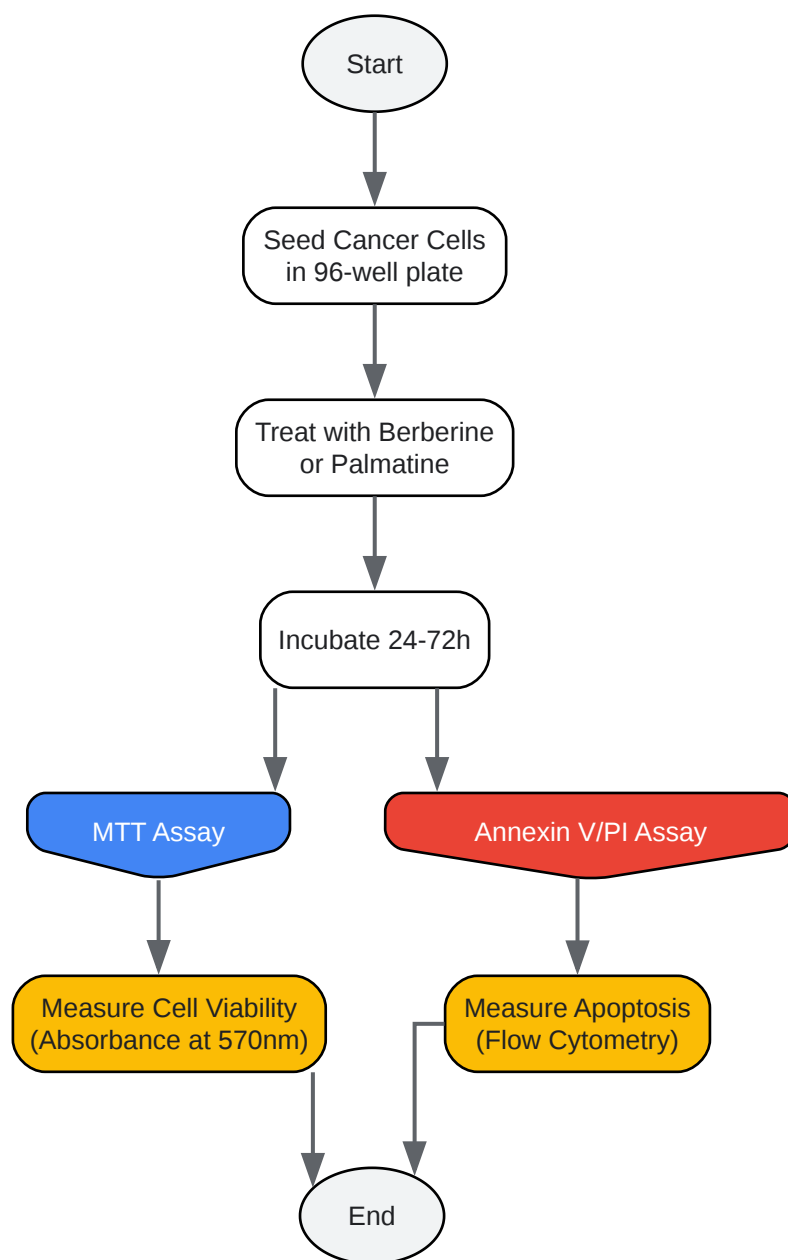 Start
Seed Cancer Cells
in 96-well plate
Treat with Berberine
or Palmatine
Incubate 24-72h
MTT Assay
Annexin V/PI Assay
Measure Cell Viability
(Absorbance at 570nm)
Measure Apoptosis
(Flow Cytometry)
End